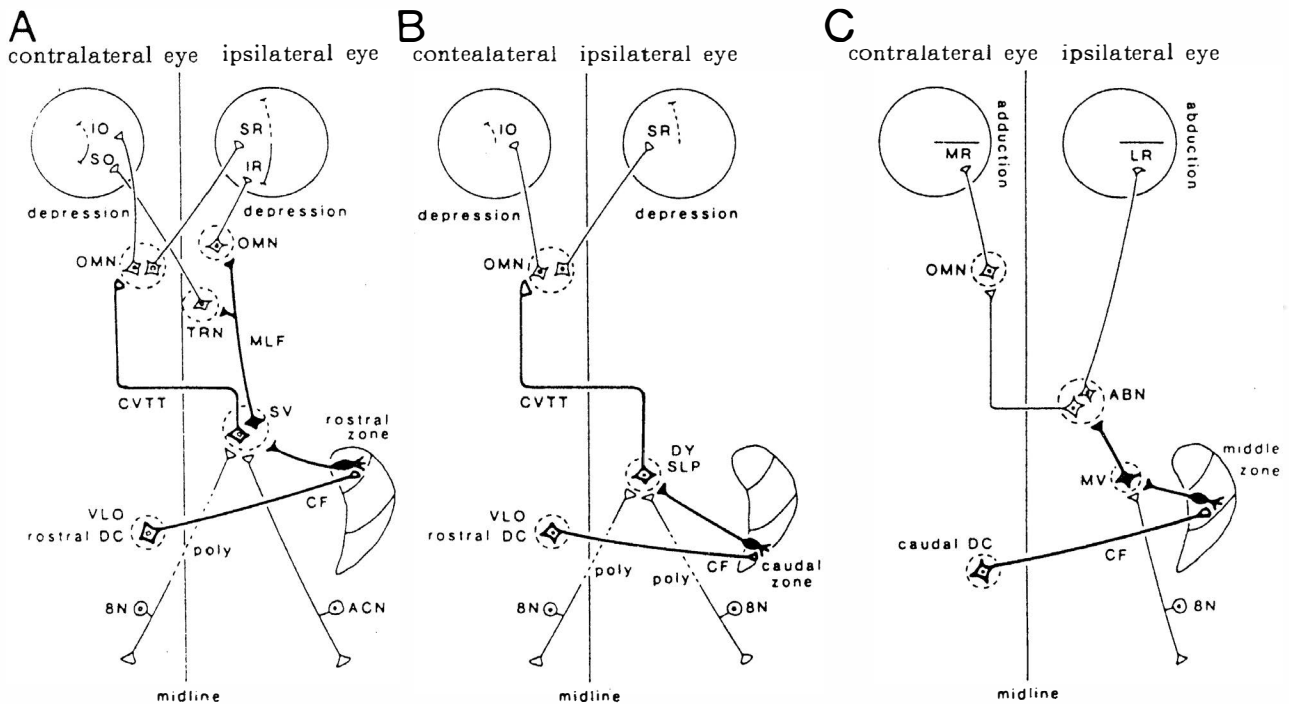 A
contralateral eye ipsilateral eye
IO
SO
SR
IR
depression
depression
OMN
OMN
TRN
MLF
CVTT
SV
rostral
zone
CF
VLO
rostral DC
poly
8N
ACN
midline
B
contealateral ipsilateral eye
IO
SR
depression
depression
OMN
CVTT
DY
SLP
VLO
rostral DC
CF
caudal
zone
poly
poly
8N
8N
midline
C
contralateral eye ipsilateral eye
MR
adduction
LR
abduction
OMN
ABN
MV
middle
zone
caudal DC
CF
8N
midline